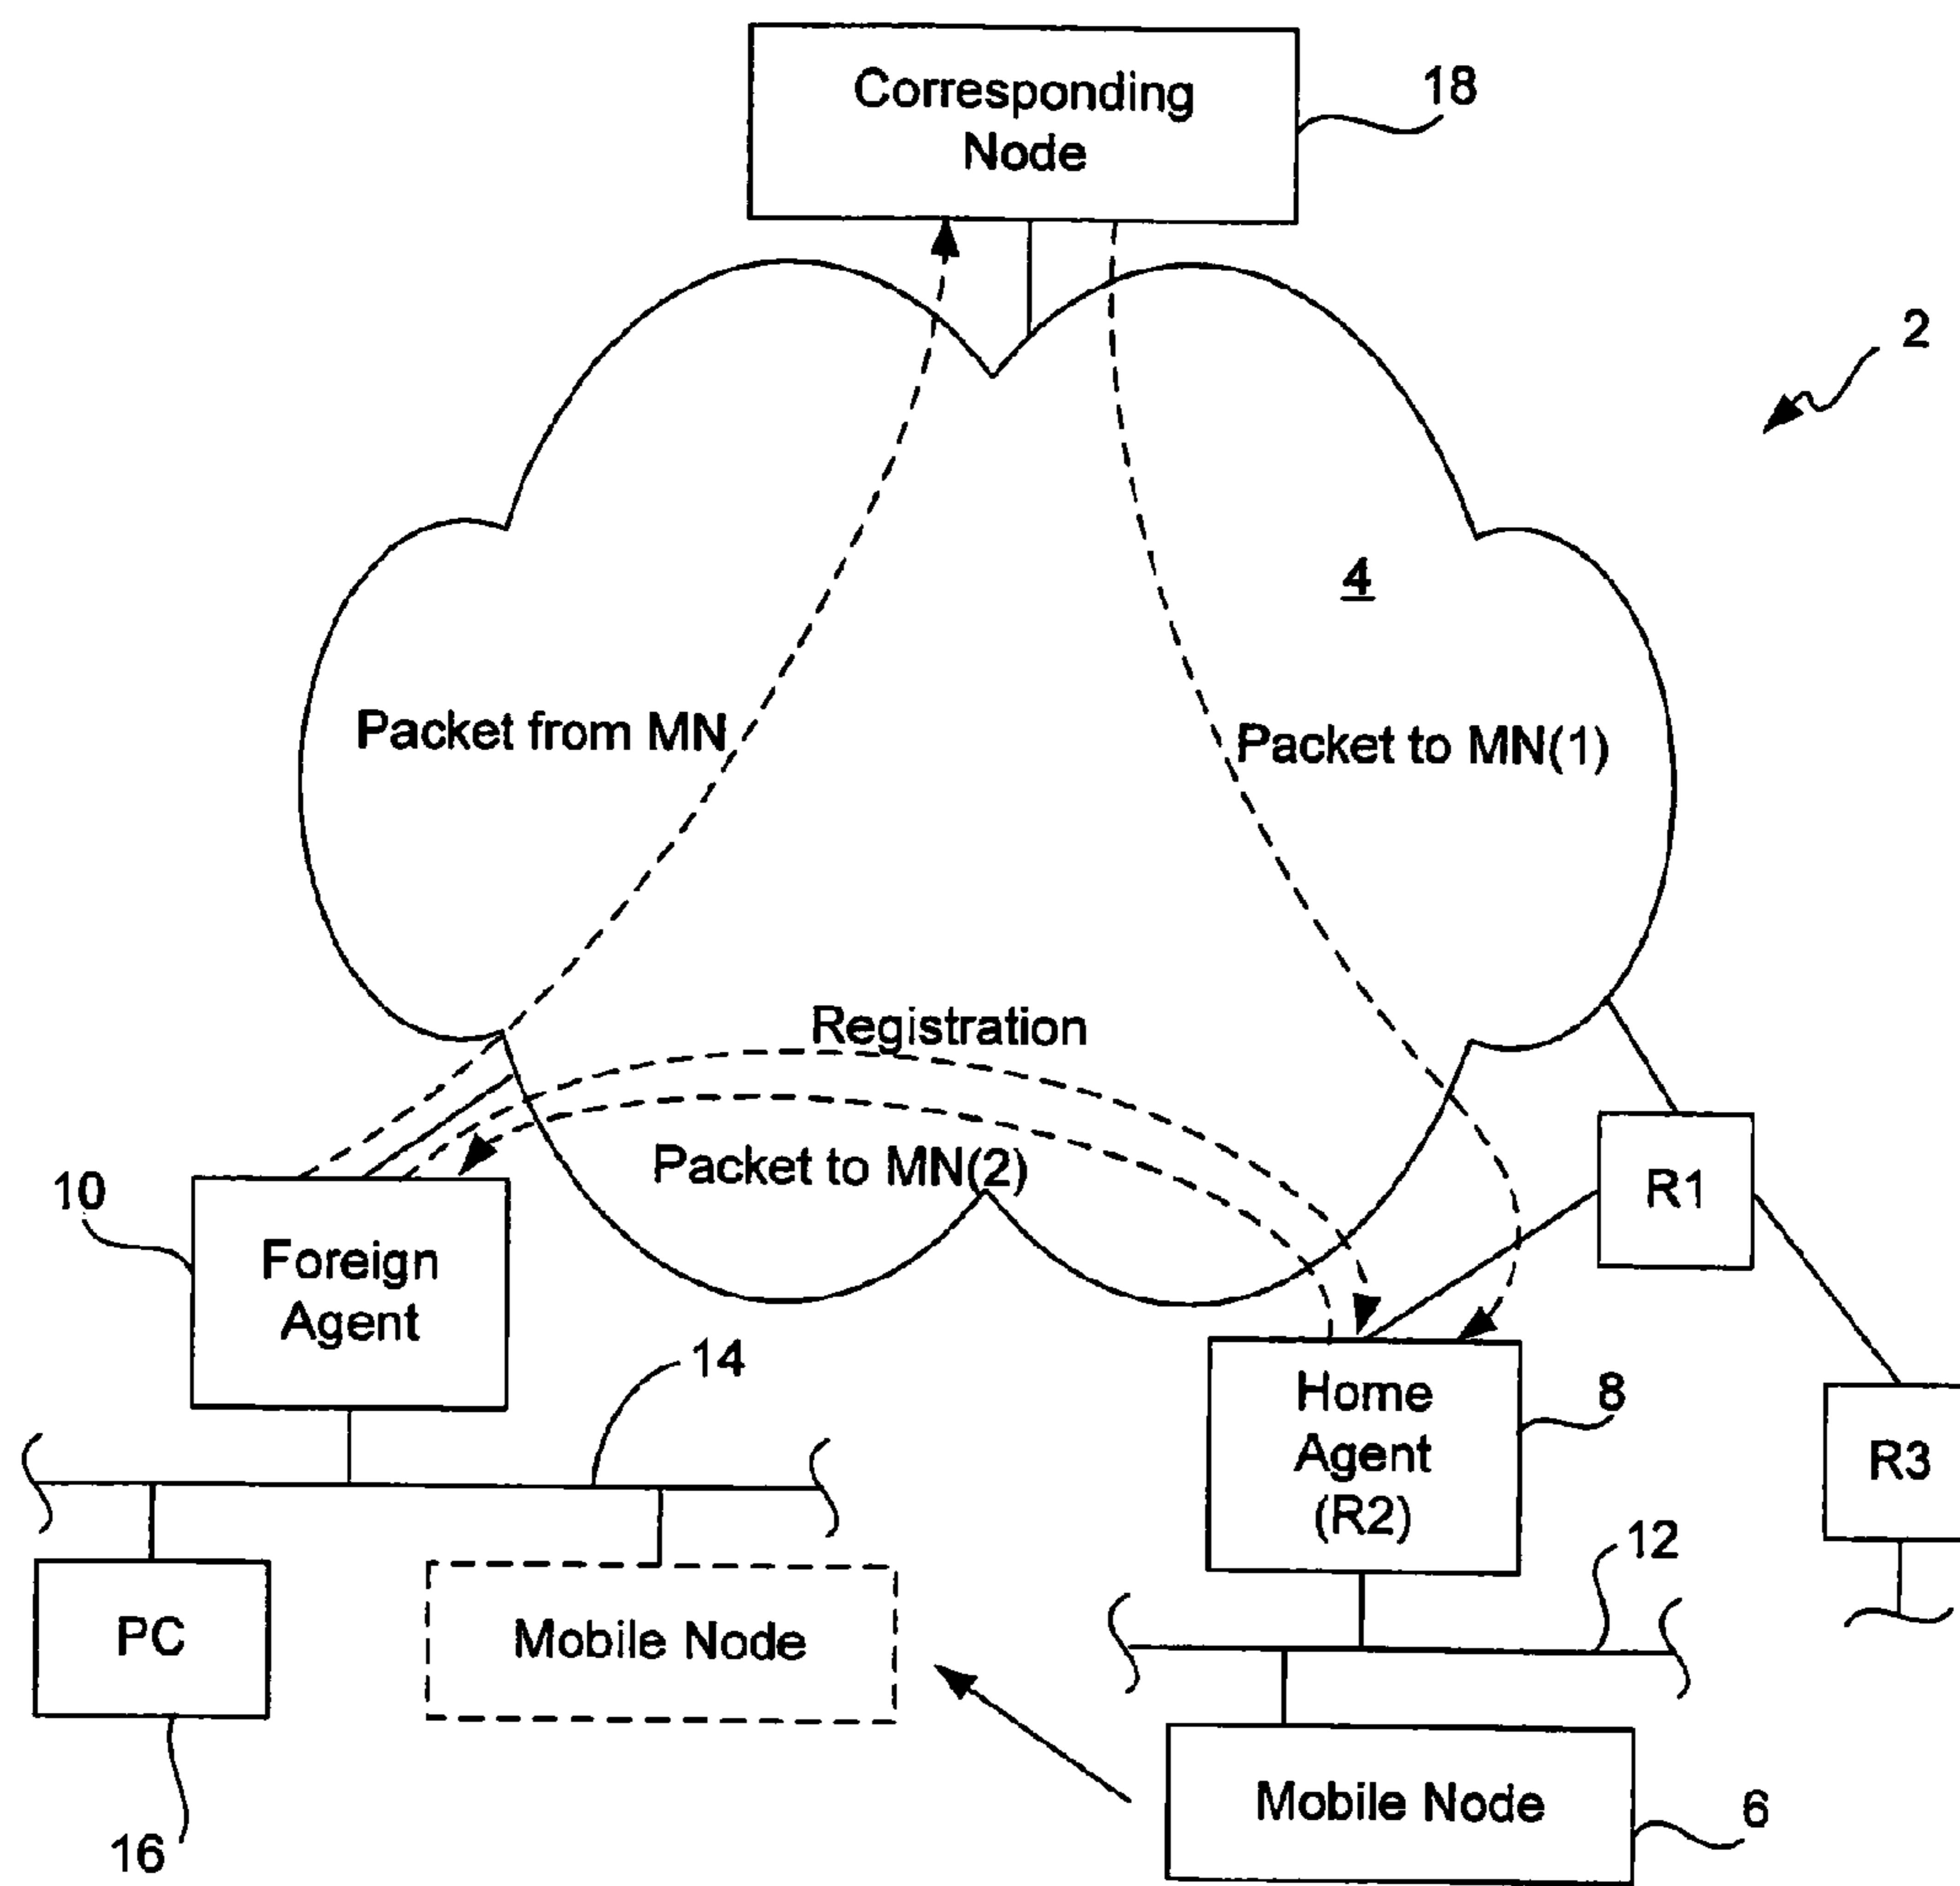 Corresponding
Node
18
2
4
Packet from MN
Packet to MN(1)
Registration
Packet to MN(2)
R1
10
Foreign
Agent
14
Home
Agent
(R2)
8
R3
12
PC
Mobile Node
Mobile Node
6
16